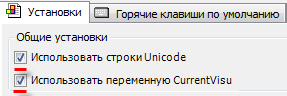 Установки Горячие клавиши по умолчанию
Общие установки
Использовать строки Unicode
Использовать переменную CurrentVisu